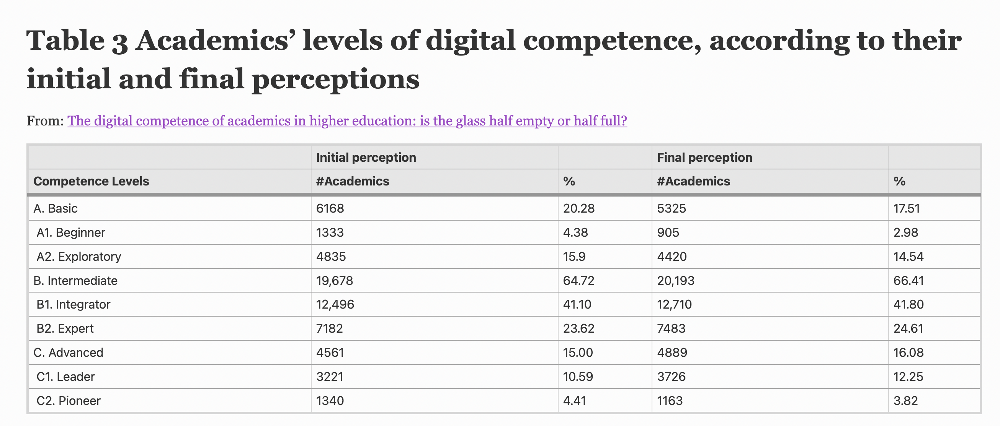 Table 3 Academics’ levels of digital competence, according to their
initial and final perceptions
From: The digital competence of academics in higher education: is the glass half empty or half full?
Initial perception Final perception
Competence Levels #Academics % #Academics %
A. Basic 6168 20.28 5325 17.51
A1. Beginner 1333 4.38 905 2.98
A2. Exploratory 4835 15.9 4420 14.54
B. Intermediate 19,678 64.72 20,193 66.41
B1. Integrator 12,496 41.10 12,710 41.80
B2. Expert 7182 23.62 7483 24.61
C. Advanced 4561 15.00 4889 16.08
C1. Leader 3221 10.59 3726 12.25
C2. Pioneer 1340 4.41 1163 3.82